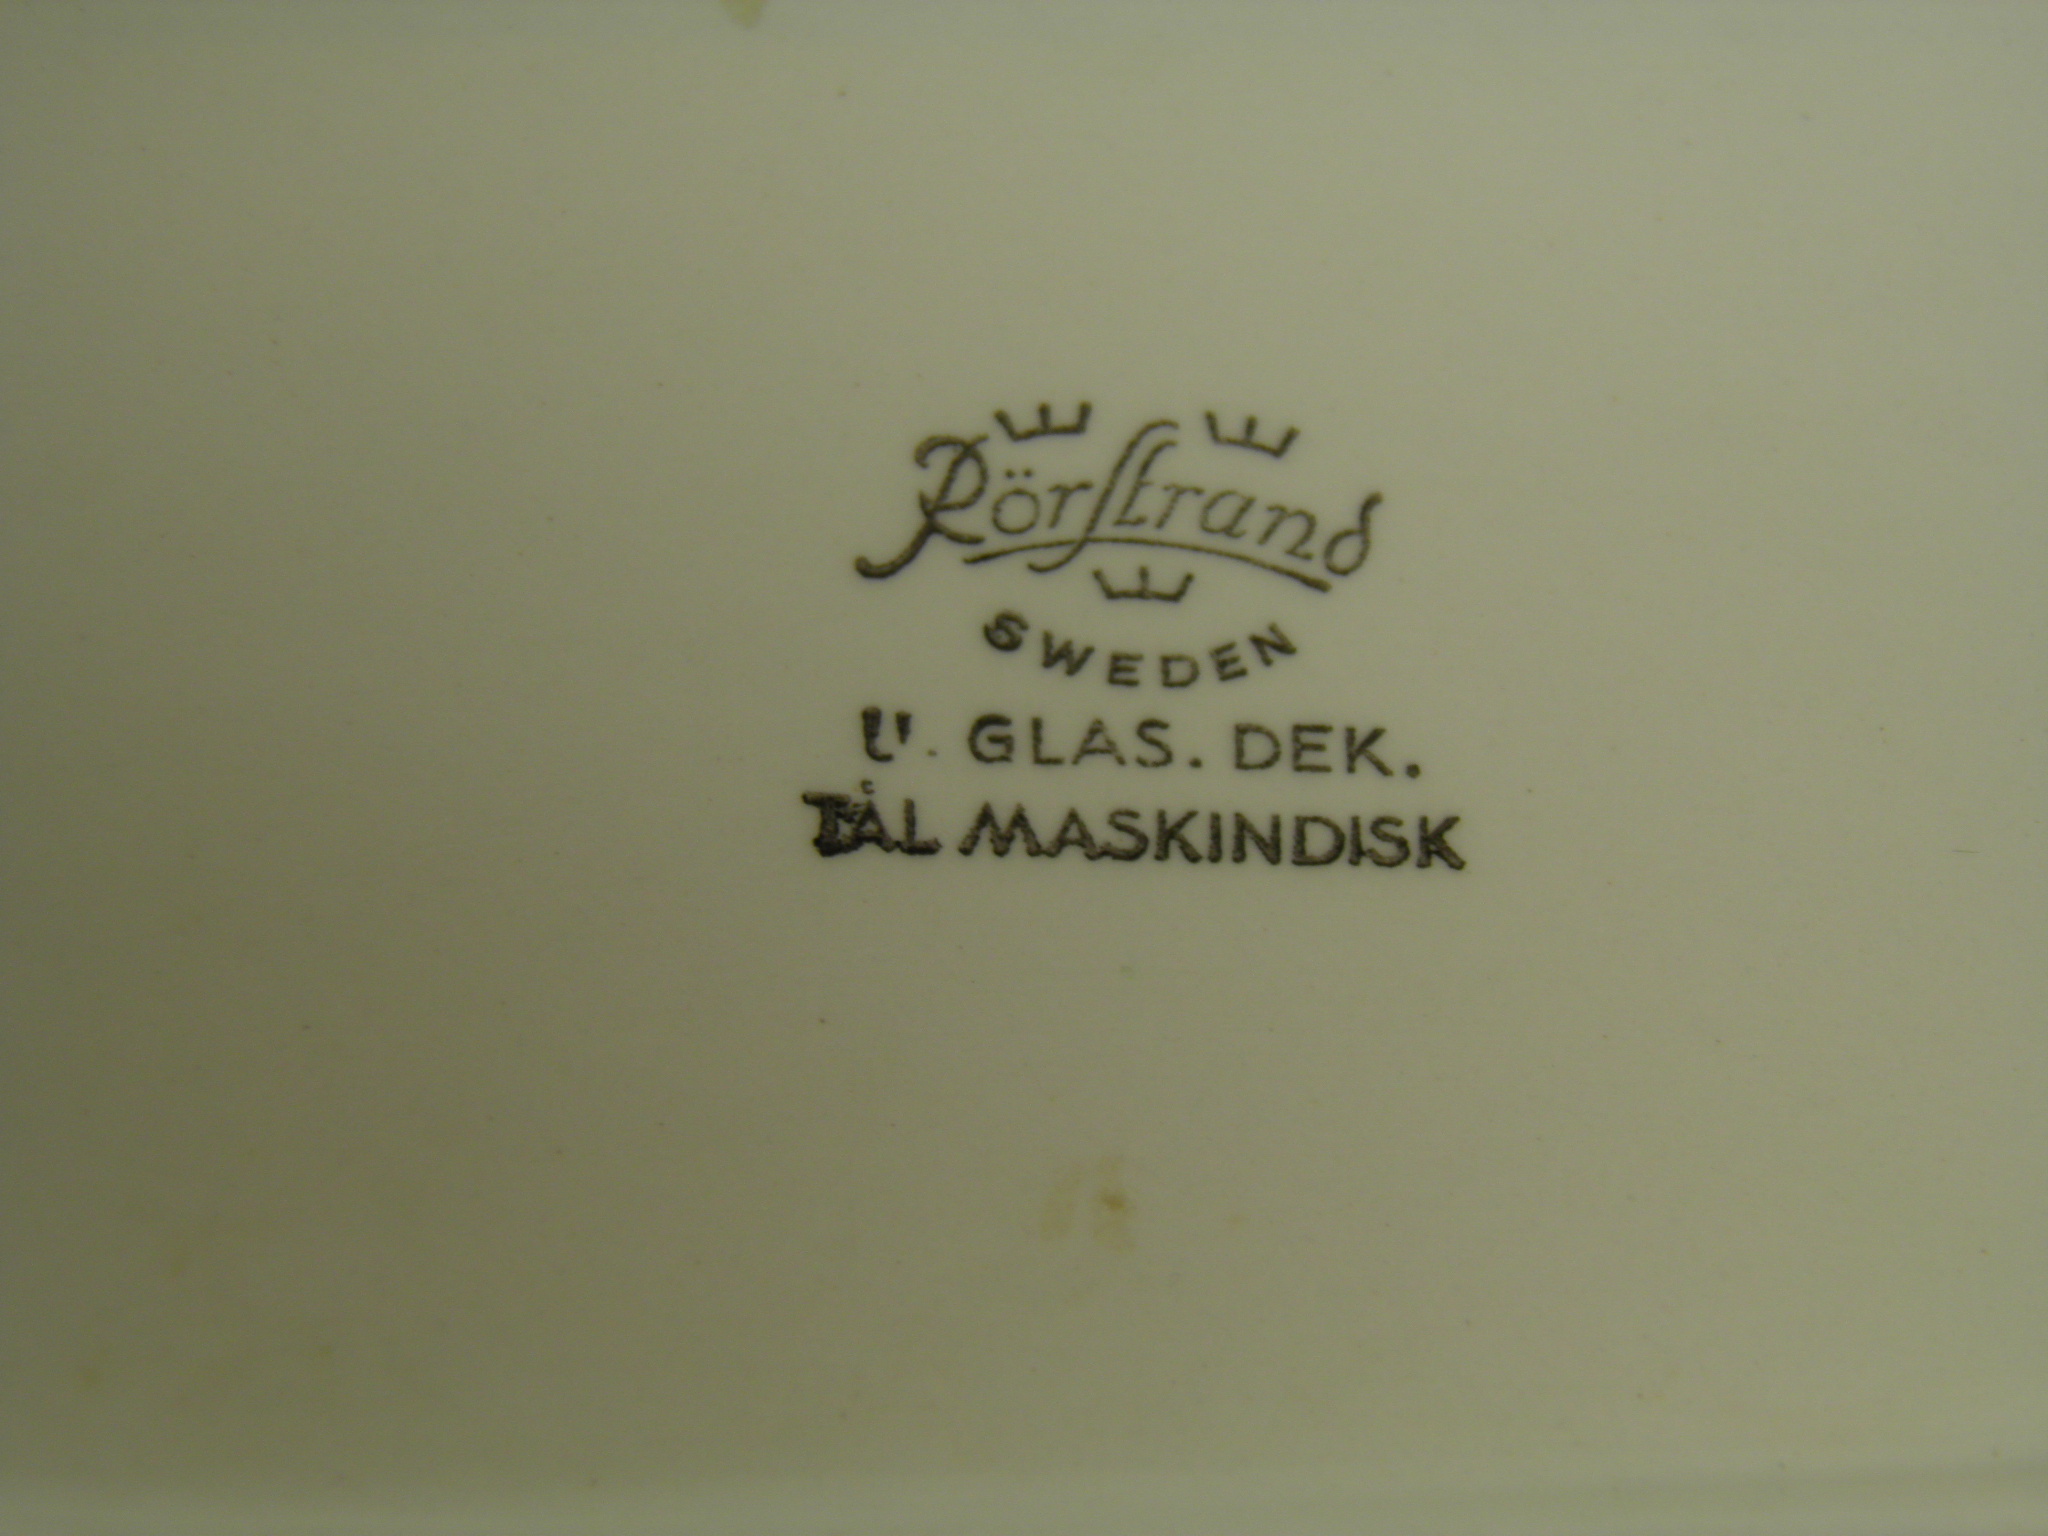 Rörstrand
SWEDEN
U. GLAS. DEK.
TÅL MASKINDISK